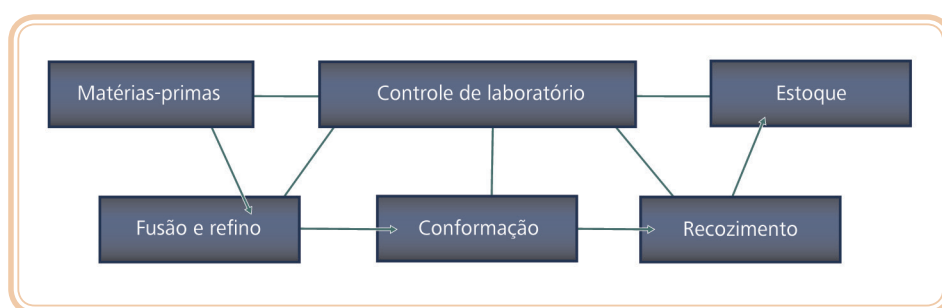 Matérias-primas
Controle de laboratório
Estoque
Fusão e refino
Conformação
Recozimento